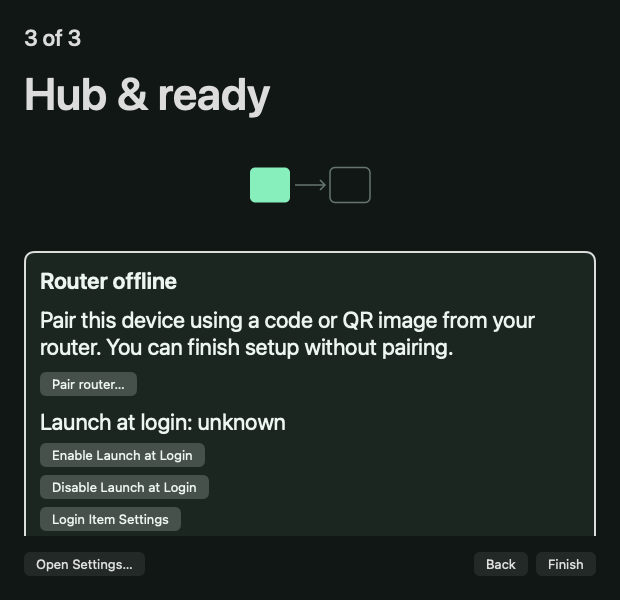 3 of 3
Hub & ready
Router offline
Pair this device using a code or QR image from your
router. You can finish setup without pairing.
Pair router...
Launch at login: unknown
Enable Launch at Login
Disable Launch at Login
Login Item Settings
Open Settings...
Back
Finish